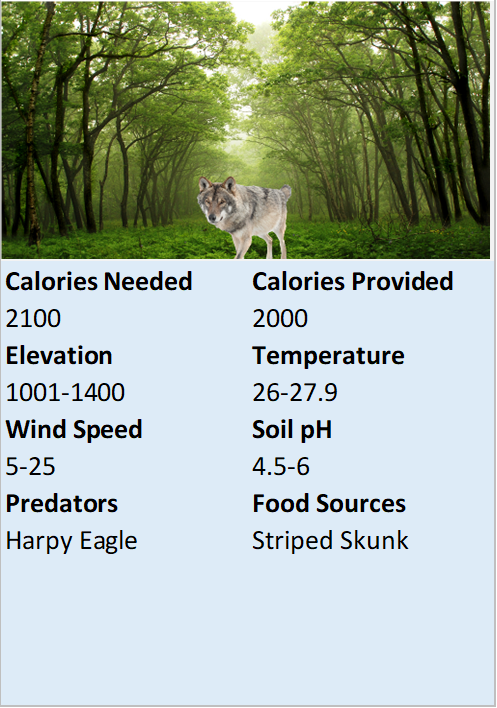 Calories Needed Calories Provided
2100 2000
Elevation Temperature
1001-1400 26-27.9
Wind Speed Soil pH
5-25 4.5-6
Predators Food Sources
Harpy Eagle Striped Skunk